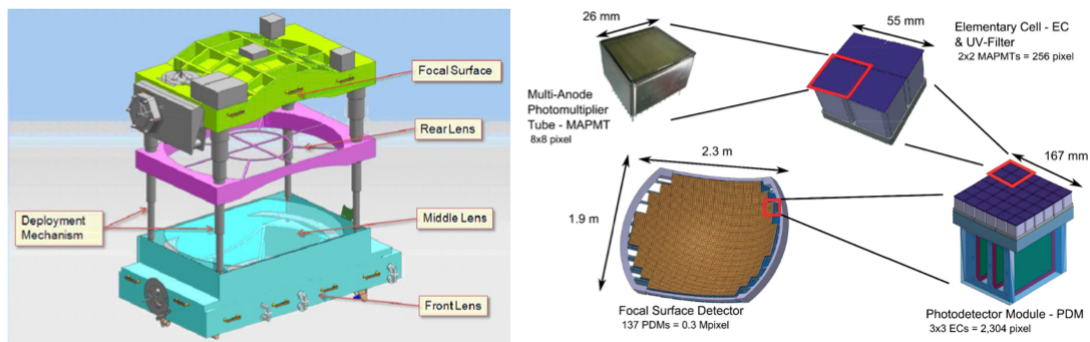 Focal Surface
Rear Lens
Deployment
Mechanism
Middle Lens
Front Lens
26 mm
Multi-Anode
Photomultiplier
Tube - MAPMT
8x8 pixel
55 mm
Elementary Cell - EC
& UV-Filter
2x2 MAPMTs = 256 pixel
2.3 m
1.9 m
167 mm
Focal Surface Detector
137 PDMs = 0.3 Mpixel
Photodetector Module - PDM
3x3 ECs = 2,304 pixel